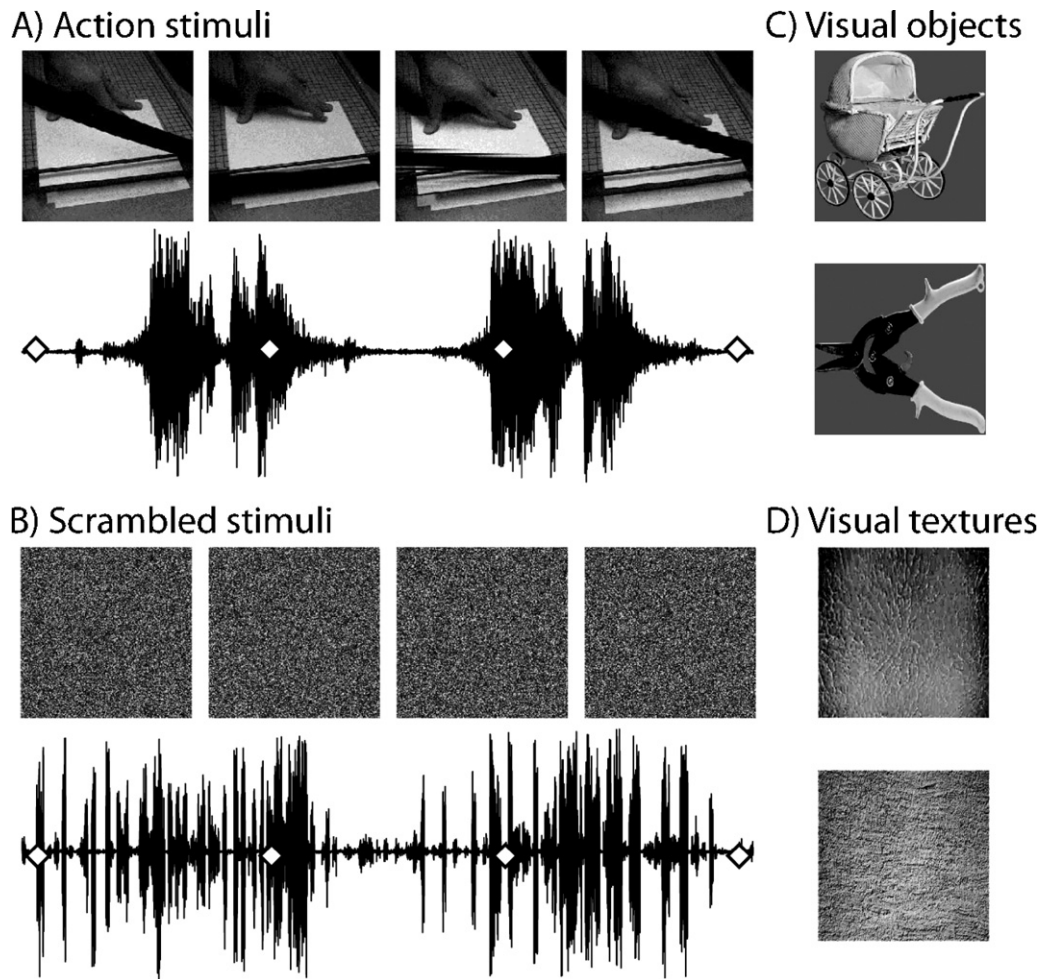 A) Action stimuli
C) Visual objects
B) Scrambled stimuli
D) Visual textures